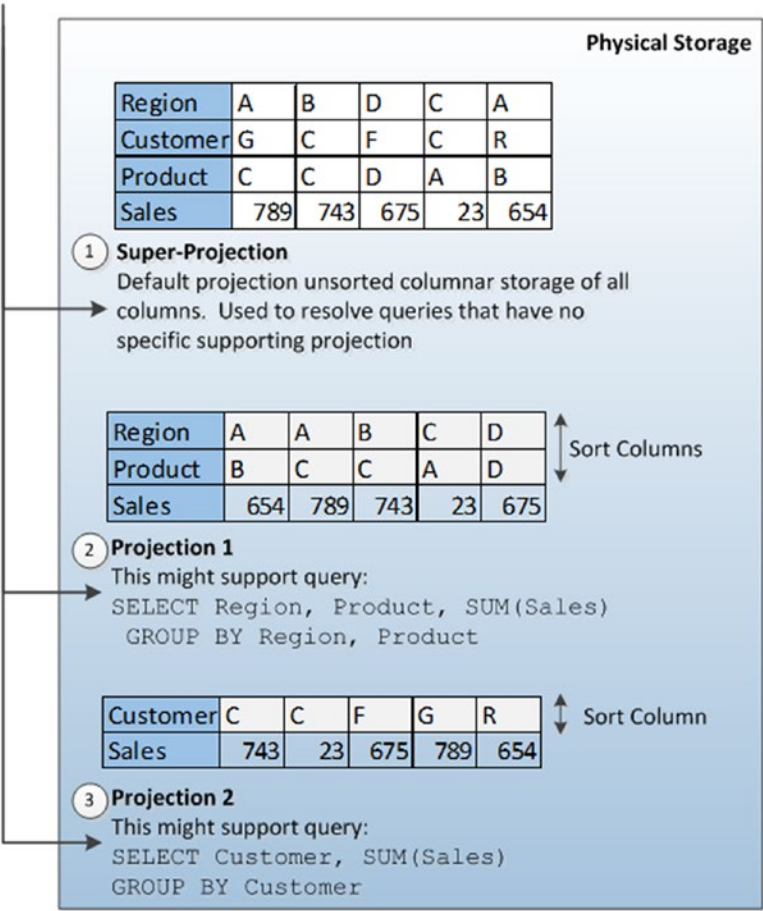 Physical Storage
Region A B D C A
Customer G C F C R
Product C C D A B
Sales 789 743 675 23 654
1 Super-Projection
Default projection unsorted columnar storage of all
columns. Used to resolve queries that have no
specific supporting projection
Region A A B C D
Product B C C A D
Sales 654 789 743 23 675
Sort Columns
2 Projection 1
This might support query:
SELECT Region, Product, SUM(Sales)
GROUP BY Region, Product
Customer C C F G R
Sales 743 23 675 789 654
Sort Column
3 Projection 2
This might support query:
SELECT Customer, SUM(Sales)
GROUP BY Customer